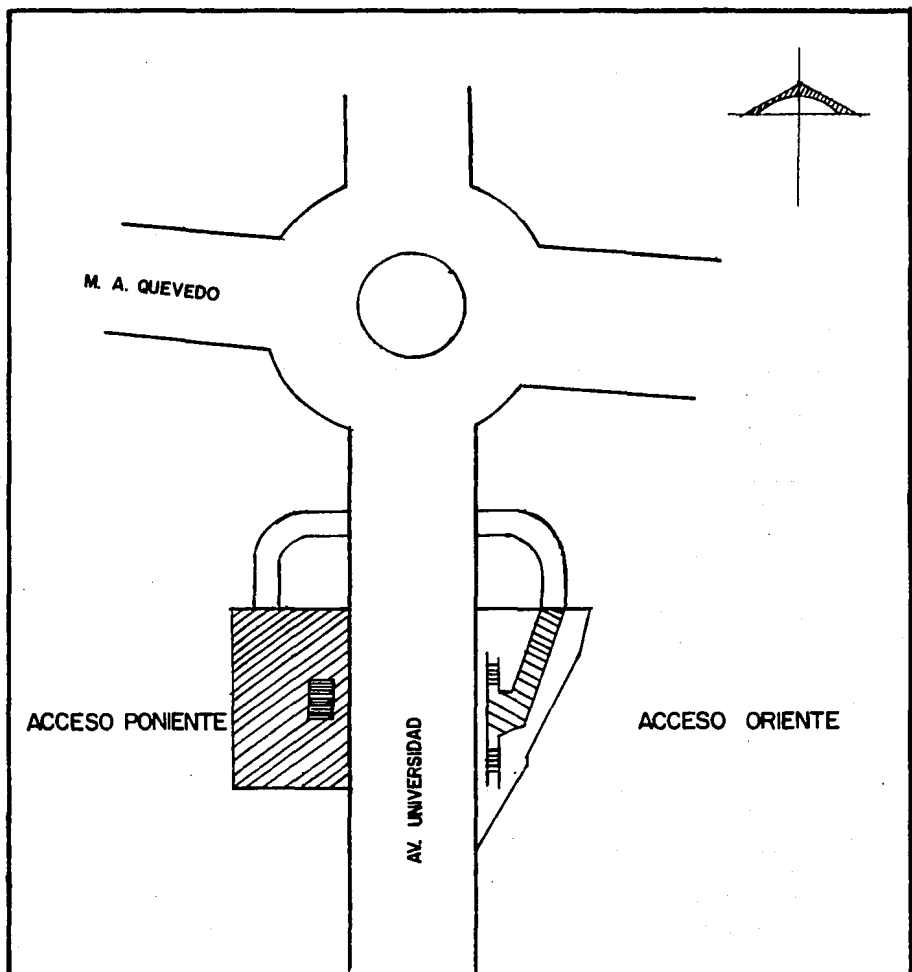 M. A. QUEVEDO
ACCESO PONIENTE
AV. UNIVERSIDAD
ACCESO ORIENTE